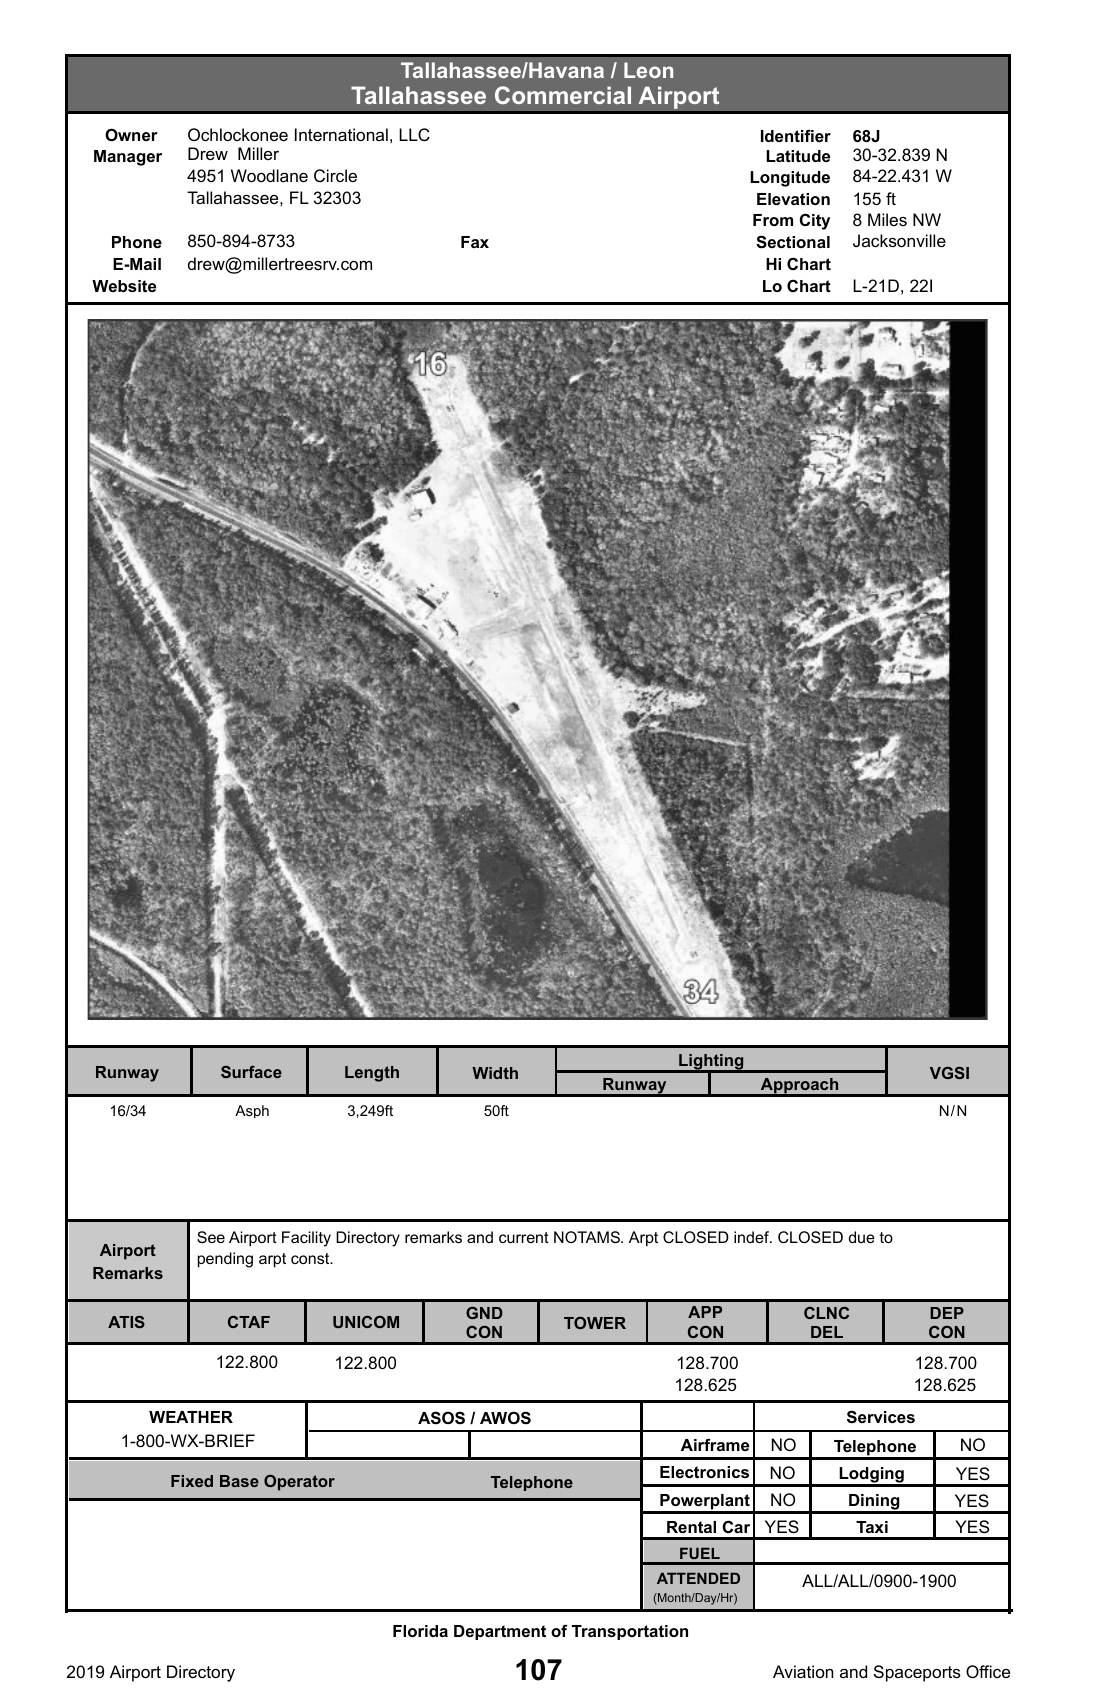 Tallahassee/Havana / Leon
Tallahassee Commercial Airport
Owner Ochlockonee International, LLC
Manager Drew Miller
4951 Woodlane Circle
Tallahassee, FL 32303
Phone 850-894-8733 Fax
E-Mail drew@millertreesrv.com
Website
Identifier 68J
Latitude 30-32.839 N
Longitude 84-22.431 W
Elevation 155 ft
From City 8 Miles NW
Sectional Jacksonville
Hi Chart
Lo Chart L-21D, 22I
16
34
Runway Surface Length Width Lighting VGSI
Runway Approach
16/34 Asph 3,249ft 50ft N/N
Airport Remarks
See Airport Facility Directory remarks and current NOTAMS. Arpt CLOSED indef. CLOSED due to
pending arpt const.
ATIS CTAF UNICOM GND CON TOWER APP CON CLNC DEL DEP CON
122.800 122.800 128.700 128.700
128.625 128.625
WEATHER ASOS / AWOS Services
1-800-WX-BRIEF
Airframe NO Telephone NO
Electronics NO Lodging YES
Powerplant NO Dining YES
Rental Car YES Taxi YES
Fixed Base Operator Telephone
FUEL
ATTENDED ALL/ALL/0900-1900
(Month/Day/Hr)
Florida Department of Transportation
2019 Airport Directory 107 Aviation and Spaceports Office